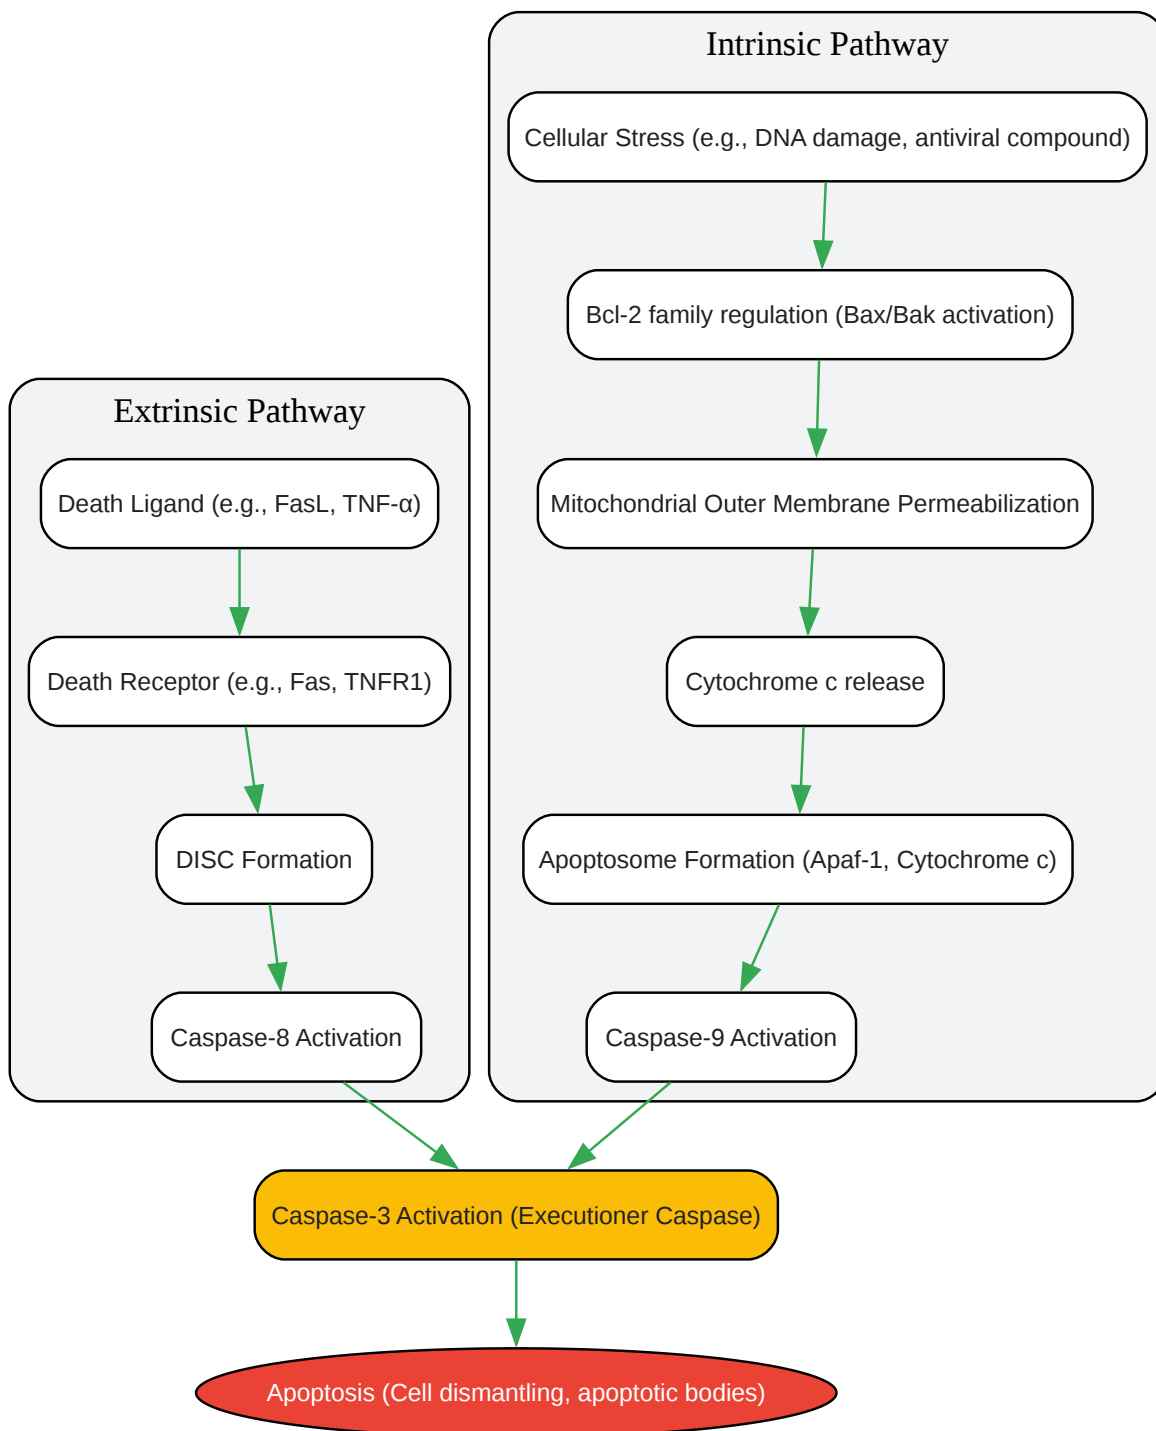 Intrinsic Pathway
Cellular Stress (e.g., DNA damage, antiviral compound)
Bcl-2 family regulation (Bax/Bak activation)
Mitochondrial Outer Membrane Permeabilization
Cytochrome c release
Apoptosome Formation (Apaf-1, Cytochrome c)
Caspase-9 Activation
Extrinsic Pathway
Death Ligand (e.g., FasL, TNF-α)
Death Receptor (e.g., Fas, TNFR1)
DISC Formation
Caspase-8 Activation
Caspase-3 Activation (Executioner Caspase)
Apoptosis (Cell dismantling, apoptotic bodies)